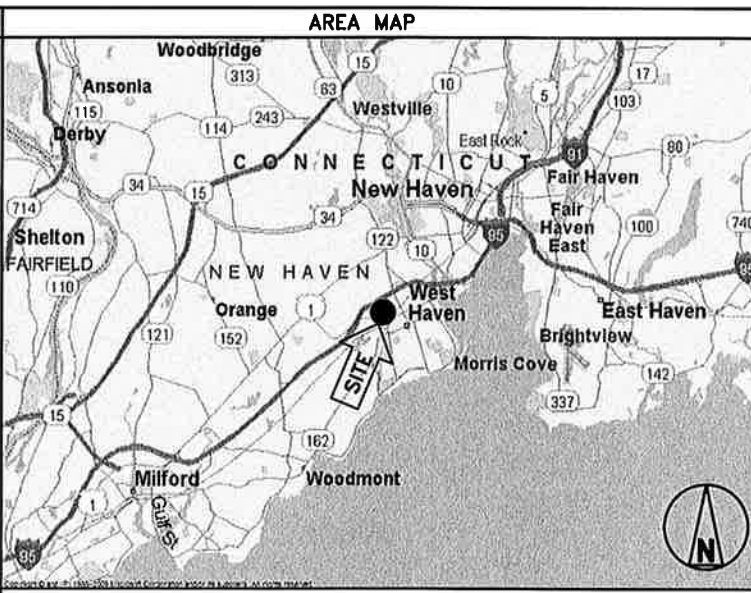 AREA MAP
Woodbridge
15
17
313
10
Ansonia
63
5
103
115
Westville
243
114
East Rock
Derby
91
80
CONNECTICUT
Fair Haven
34
15
New Haven
714
34
Fair
Haven
East
122
95
100
740
Shelton
10
FAIRFIELD
NEW HAVEN
110
West
Haven
Orange
1
East Haven
121
152
Brightview
SITE
Morris Cove
142
337
15
162
Milford
Woodmont
1
Gulf St
95
N